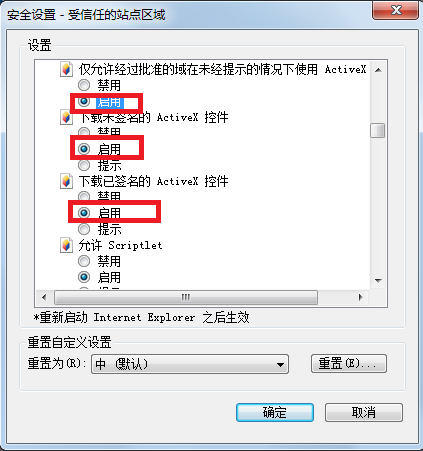 安全设置 - 受信任的站点区域
设置
仅允许经过批准的域在未经提示的情况下使用 ActiveX
禁用
启用
下载未签名的 ActiveX 控件
禁用
启用
提示
下载已签名的 ActiveX 控件
禁用
启用
提示
允许 Scriptlet
禁用
启用
*重新启动 Internet Explorer 之后生效
重置自定义设置
重置为(R): 中 (默认) 重置(E)...
确定 取消